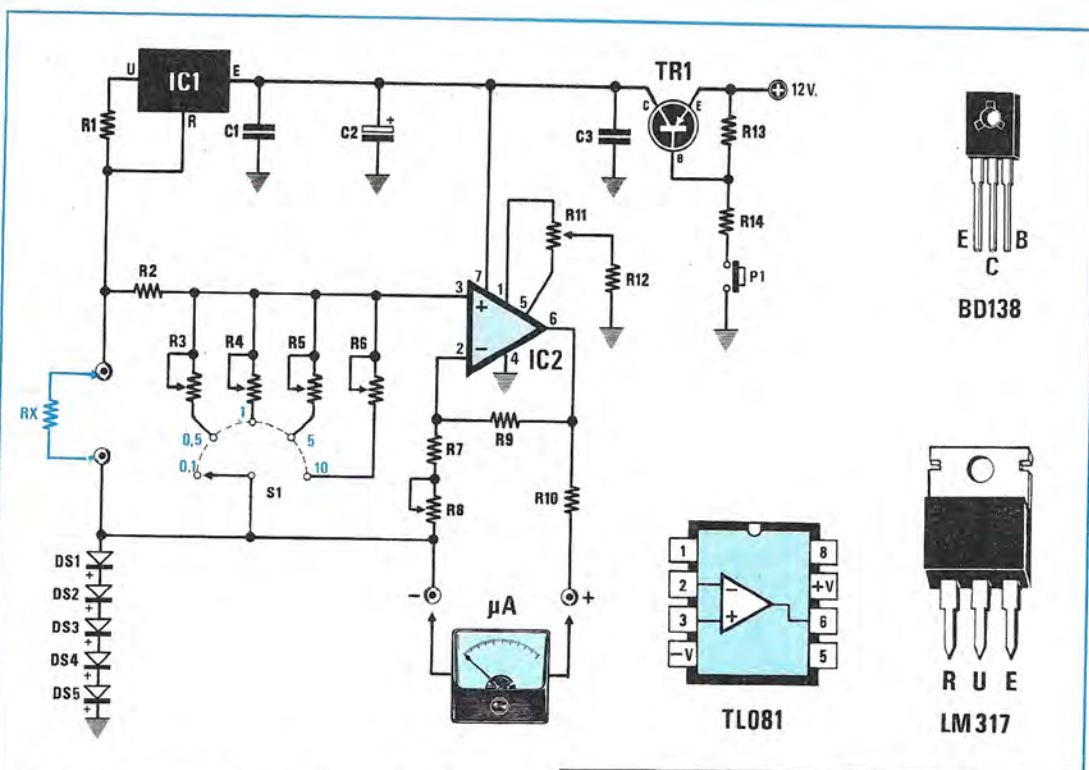 TR1
U
IC1
E
C
E
12 V.
R1
R
C1
+
C2
C3
B
R13
R14
P1
E
B
C
BD138
R11
R12
R2
3
7
1
5
+
6
2
−
4
IC2
R3
R4
R5
R6
RX
0,1
0,5
1
5
10
S1
R7
R9
R8
R10
DS1
+
DS2
+
DS3
+
DS4
+
DS5
+
−
+
µA
1
8
2
−
+V
3
+
6
−V
5
TL081
R U E
LM317